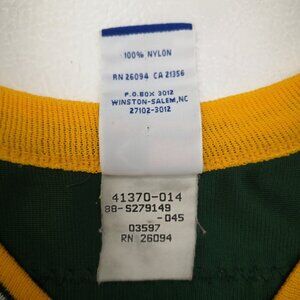 100% NYLON
RN 26094 CA 21356
P.O.BOX 3012
WINSTON-SALEM,NC
27102-3012
41370-014
88-S279149
-045
03597
RN 26094